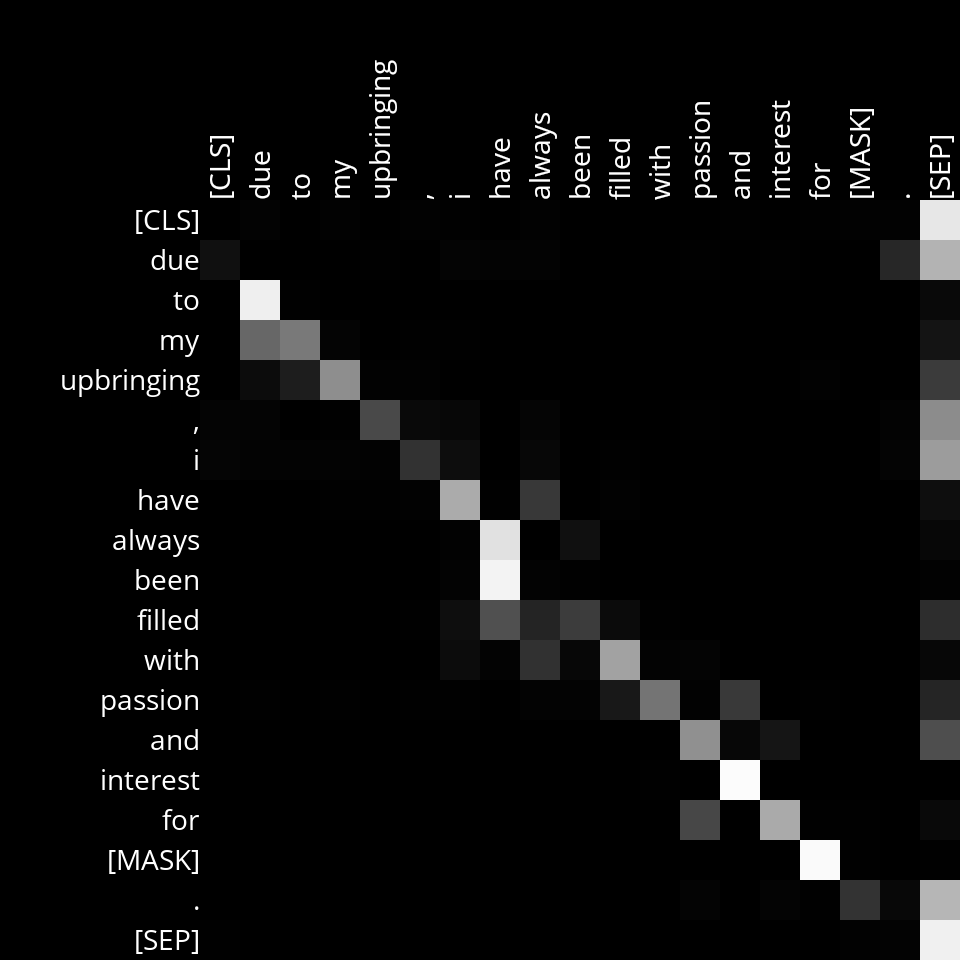 [CLS]
due
to
my
upbringing
,
i
have
always
been
filled
with
passion
and
interest
for
[MASK]
.
[SEP]
[CLS]
due
to
my
upbringing
,
i
have
always
been
filled
with
passion
and
interest
for
[MASK]
.
[SEP]